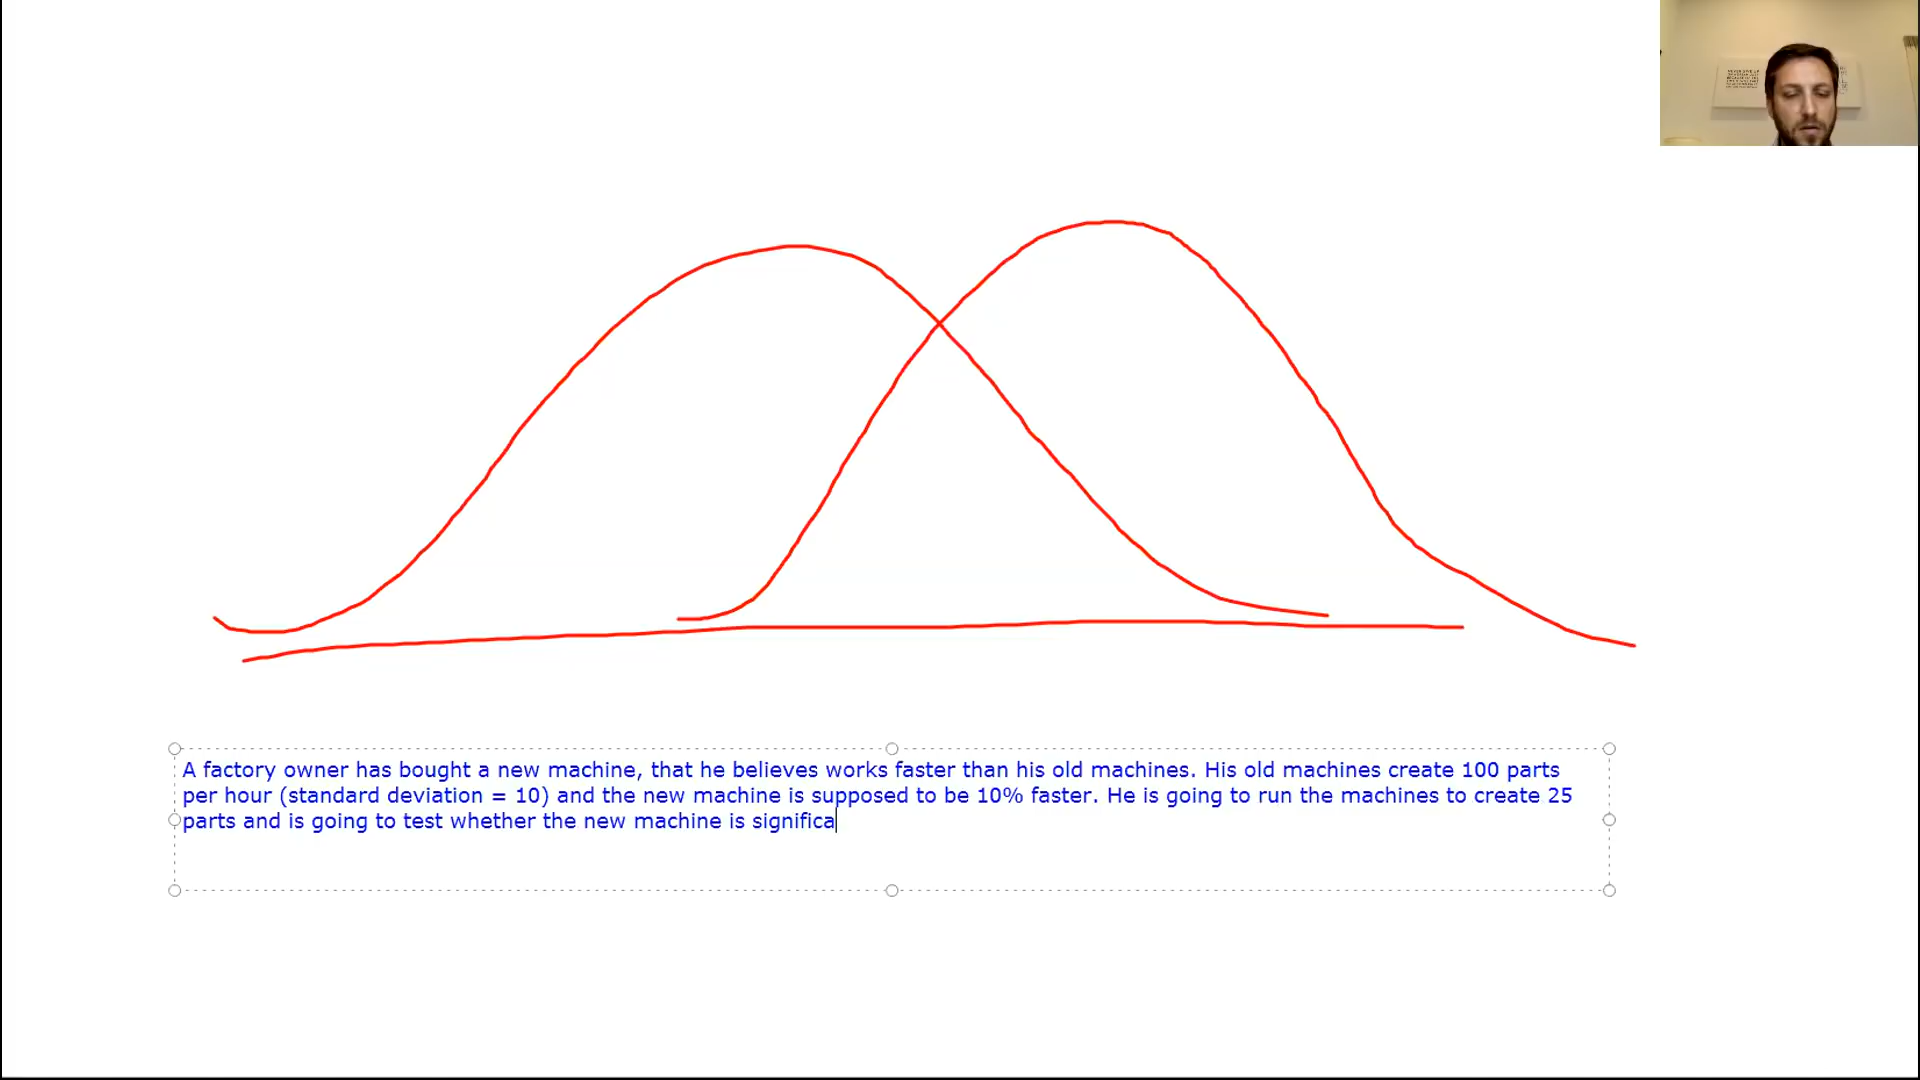 A factory owner has bought a new machine, that he believes works faster than his old machines. His old machines create 100 parts
per hour (standard deviation = 10) and the new machine is supposed to be 10% faster. He is going to run the machines to create 25
parts and is going to test whether the new machine is significa